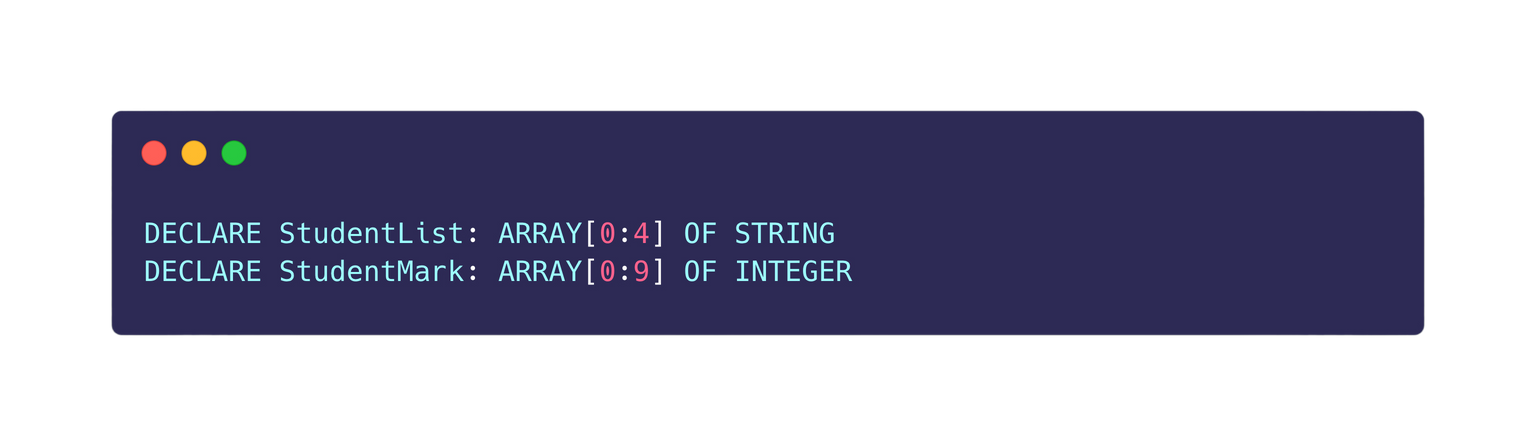 DECLARE StudentList: ARRAY[0:4] OF STRING
DECLARE StudentMark: ARRAY[0:9] OF INTEGER